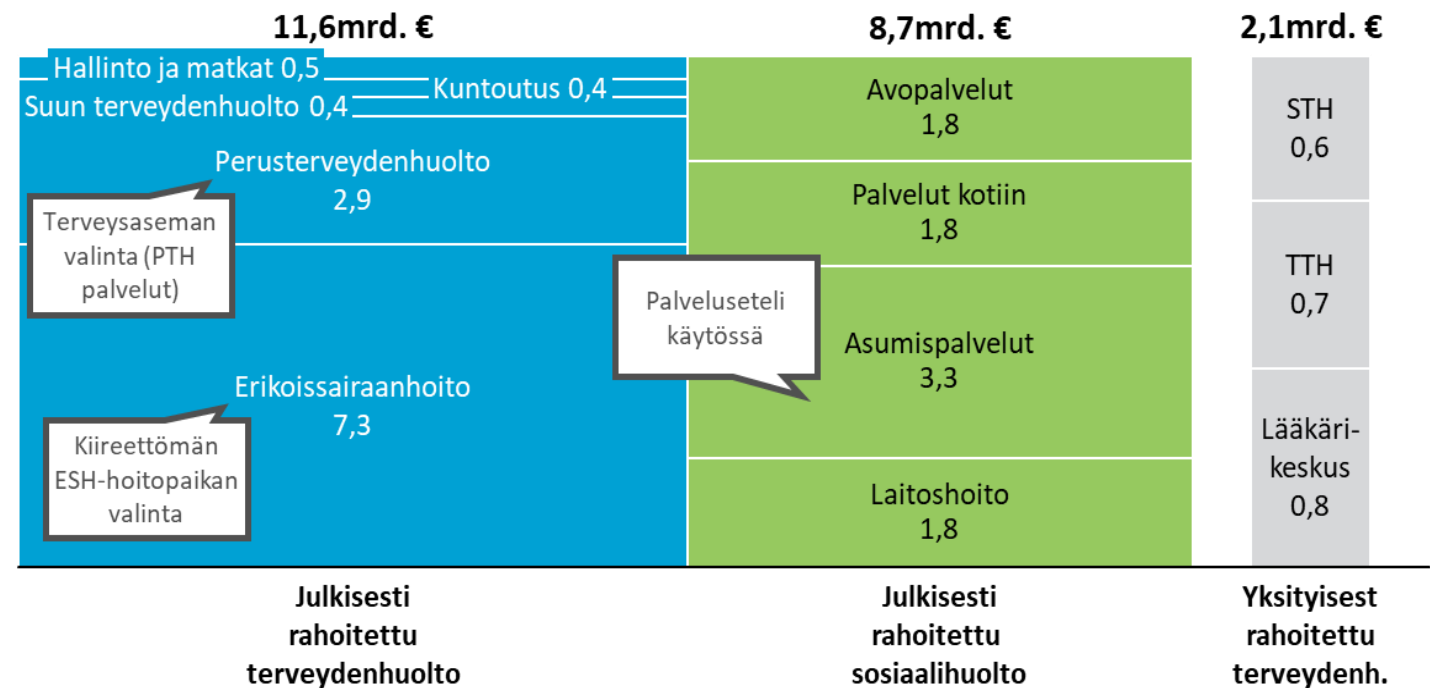 11,6mrd. €
8,7mrd. €
2,1mrd. €
Hallinto ja matkat 0,5
Kuntoutus 0,4
Suun terveydenhuolto 0,4
Perusterveydenhuolto
2,9
Terveysaseman
valinta (PTH
palvelut)
Erikoissairaanhoito
7,3
Kiireettömän
ESH-hoitopaikan
valinta
Avopalvelut
1,8
Palvelut kotiin
1,8
Palveluseteli
käytössä
Asumispalvelut
3,3
Laitoshoito
1,8
STH
0,6
TTH
0,7
Lääkäri-
keskus
0,8
Julkisesti
rahoitettu
terveydenhuolto
Julkisesti
rahoitettu
sosiaalihuolto
Yksityisest
rahoitettu
terveydenh.